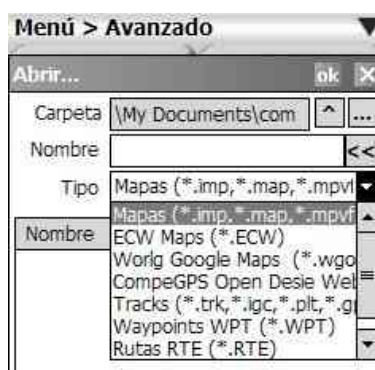 Menú > Avanzado
Abrir... ok
Carpeta \My Documents\com ^ ...
Nombre <<
Tipo Mapas (*.imp,*.map,*.mpvf
Nombre
Mapas (*.imp,*.map,*.mpvf
ECW Maps (*.ECW)
Worlg Google Maps (*.wgo
CompeGPS Open Desie Web
Tracks (*.trk,*.igc,*.plt,*.g
Waypoints WPT (*.WPT)
Rutas RTE (*.RTE)